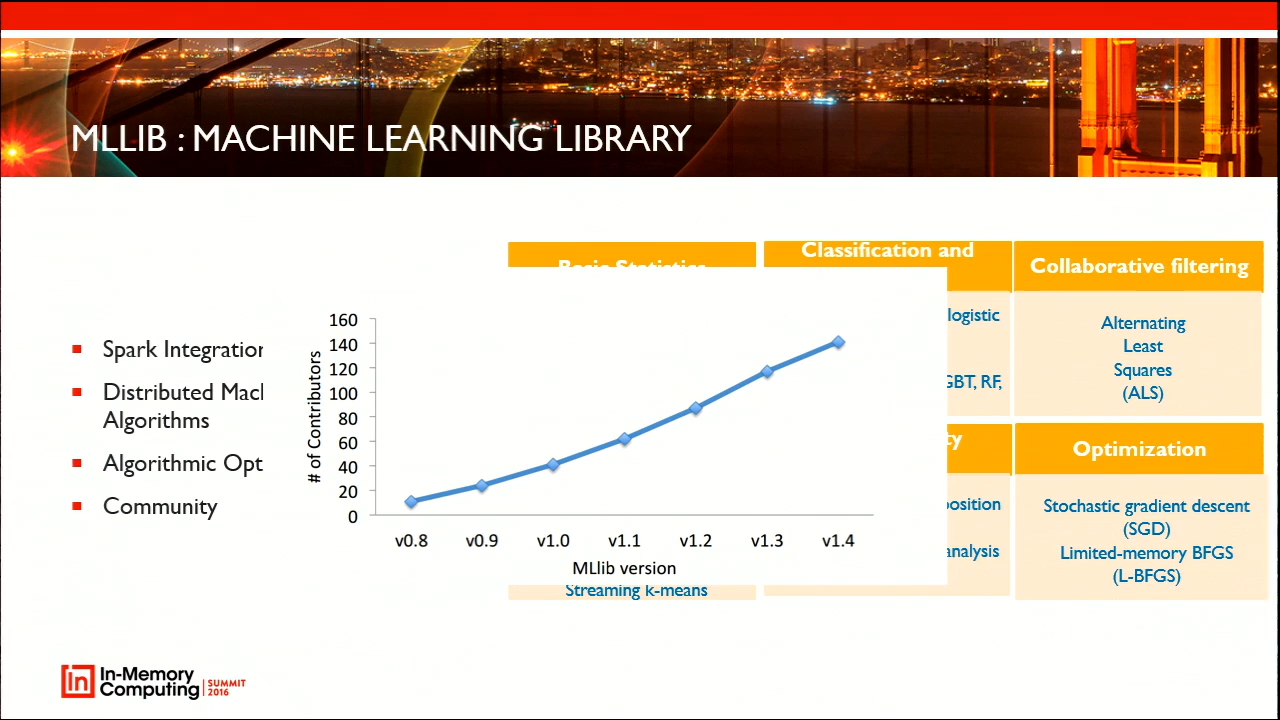 MLLIB : MACHINE LEARNING LIBRARY
Spark Integration
Distributed
Algorithms
Algorithmic
Community
160
140
120
100
80
60
40
20
0
# of Contributors
v0.8 v0.9 v1.0 v1.1 v1.2 v1.3 v1.4
MLlib version
Basic Statistics
Streaming k-means
Classification and
logistic
GBT, RF,
Collaborative filtering
Alternating
Least
Squares
(ALS)
analysis
Optimization
Stochastic gradient descent
(SGD)
Limited-memory BFGS
(L-BFGS)
in In-Memory
Computing
SUMMIT
2016